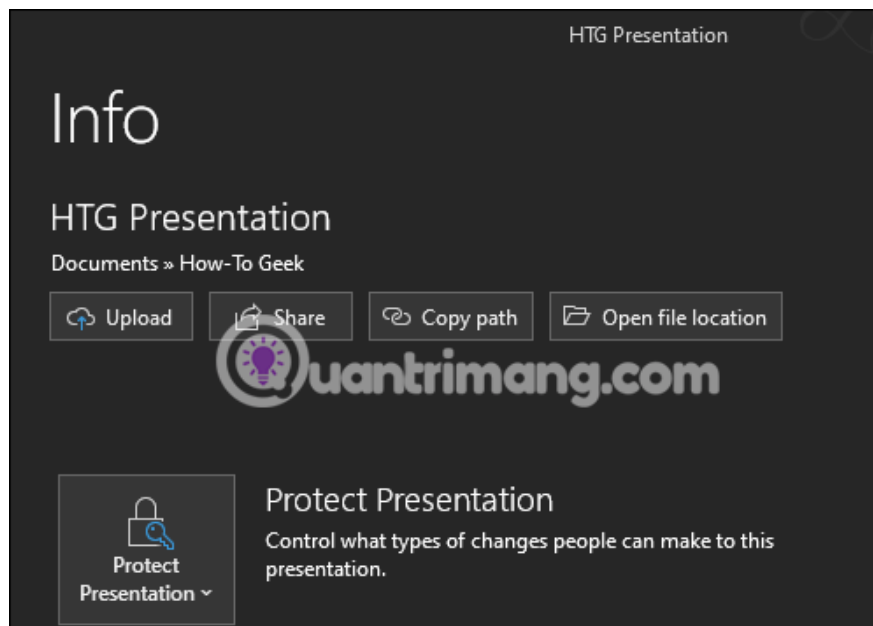 HTG Presentation
Info
HTG Presentation
Documents » How-To Geek
Upload Share Copy path Open file location
Quantrimang.com
Protect Presentation
Control what types of changes people can make to this
presentation.
Protect
Presentation